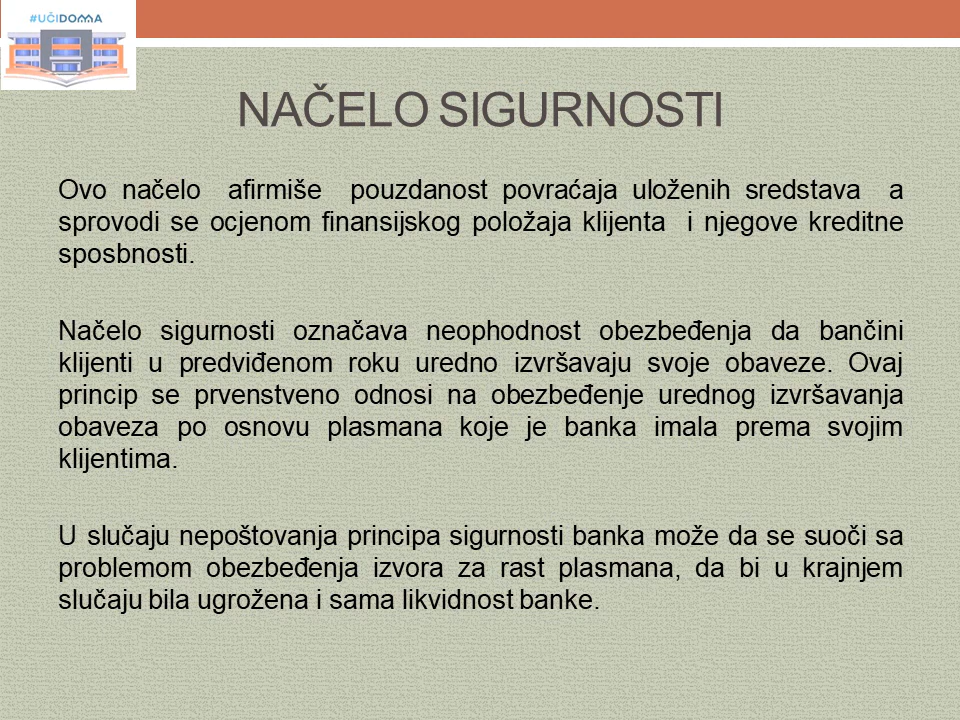 #UČIDOMA
NAČELO SIGURNOSTI
Ovo načelo afirmiše pouzdanost povraćaja uloženih sredstava a
sprovodi se ocjenom finansijskog položaja klijenta i njegove kreditne
sposbnosti.
Načelo sigurnosti označava neophodnost obezbeđenja da bančini
klijenti u predviđenom roku uredno izvršavaju svoje obaveze. Ovaj
princip se prvenstveno odnosi na obezbeđenje urednog izvršavanja
obaveza po osnovu plasmana koje je banka imala prema svojim
klijentima.
U slučaju nepoštovanja principa sigurnosti banka može da se suoči sa
problemom obezbeđenja izvora za rast plasmana, da bi u krajnjem
slučaju bila ugrožena i sama likvidnost banke.